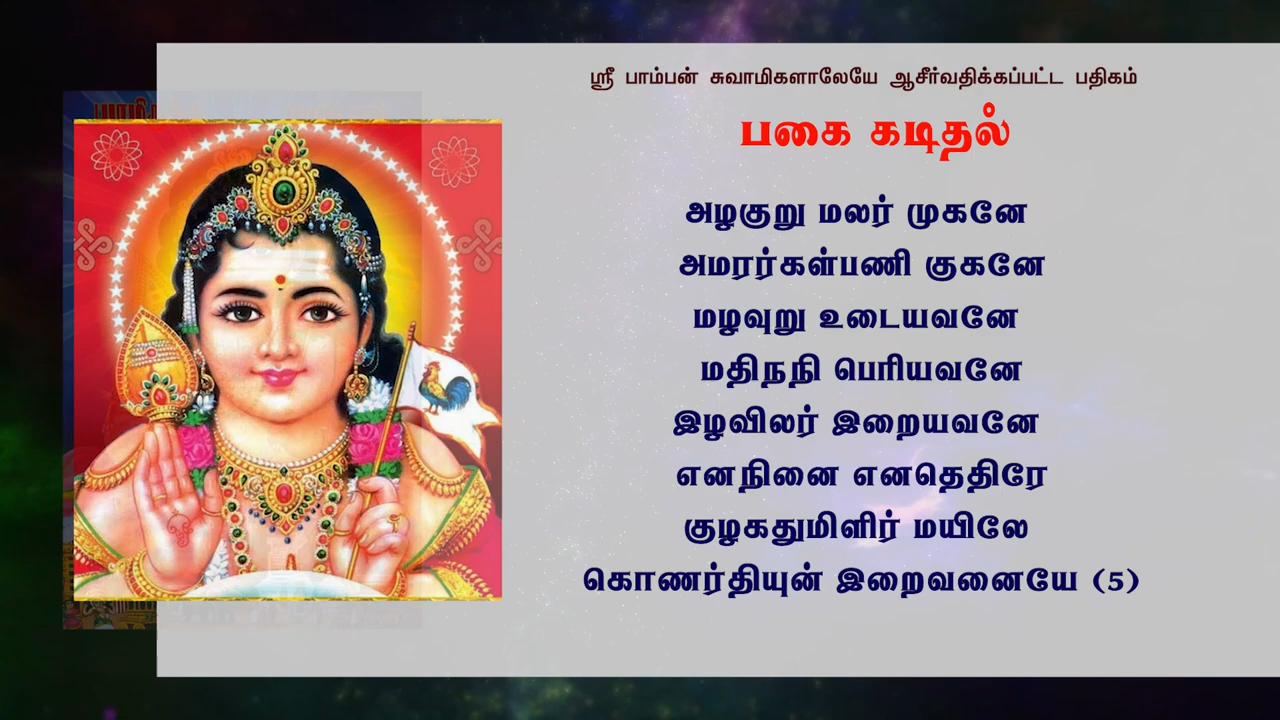 ஸ்ரீ பாம்பன் சுவாமிகளாலேயே ஆசீர்வதிக்கப்பட்ட பதிகம்
பகை கடிதல்
அழகுறு மலர் முகனே
அமரர்கள்பணி குகனே
மழவுறு உடையவனே
மதிநநி பெரியவனே
இழவிலர் இறையவனே
எனநினை எனதெதிரே
குழகதுமிளிர் மயிலே
கொணர்தியுன் இறைவனையே (5)